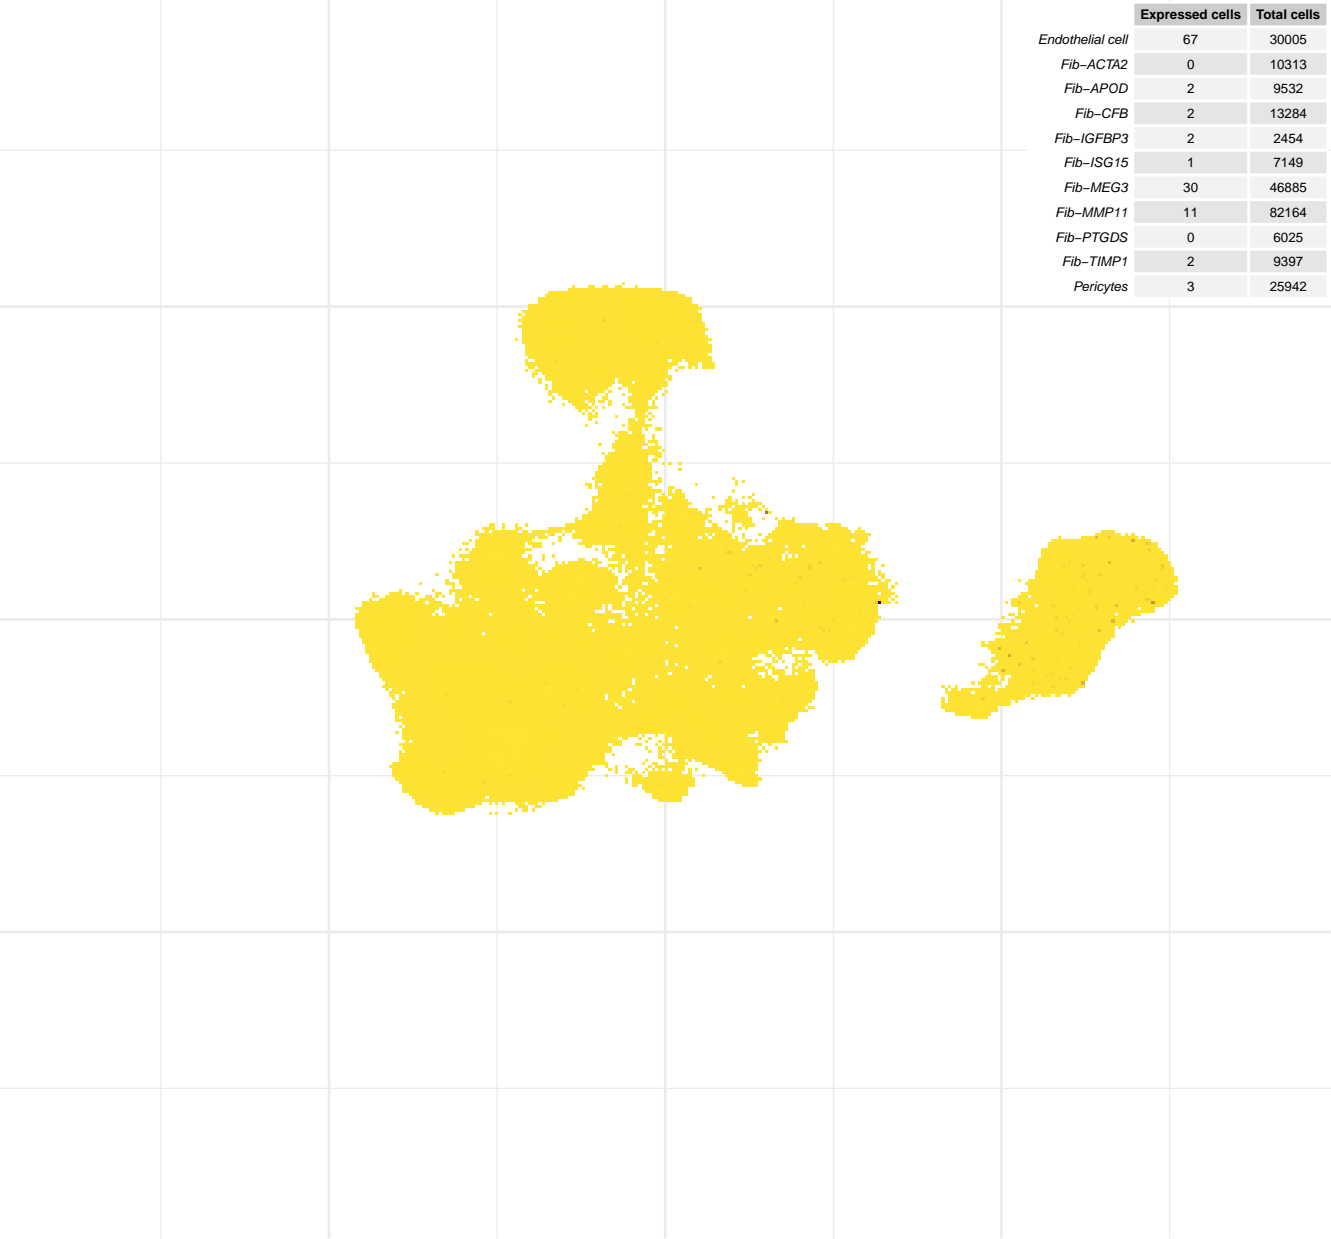 Expressed cells Total cells
Endothelial cell 67 30005
Fib−ACTA2 0 10313
Fib−APOD 2 9532
Fib−CFB 2 13284
Fib−IGFBP3 2 2454
Fib−ISG15 1 7149
Fib−MEG3 30 46885
Fib−MMP11 11 82164
Fib−PTGDS 0 6025
Fib−TIMP1 2 9397
Pericytes 3 25942